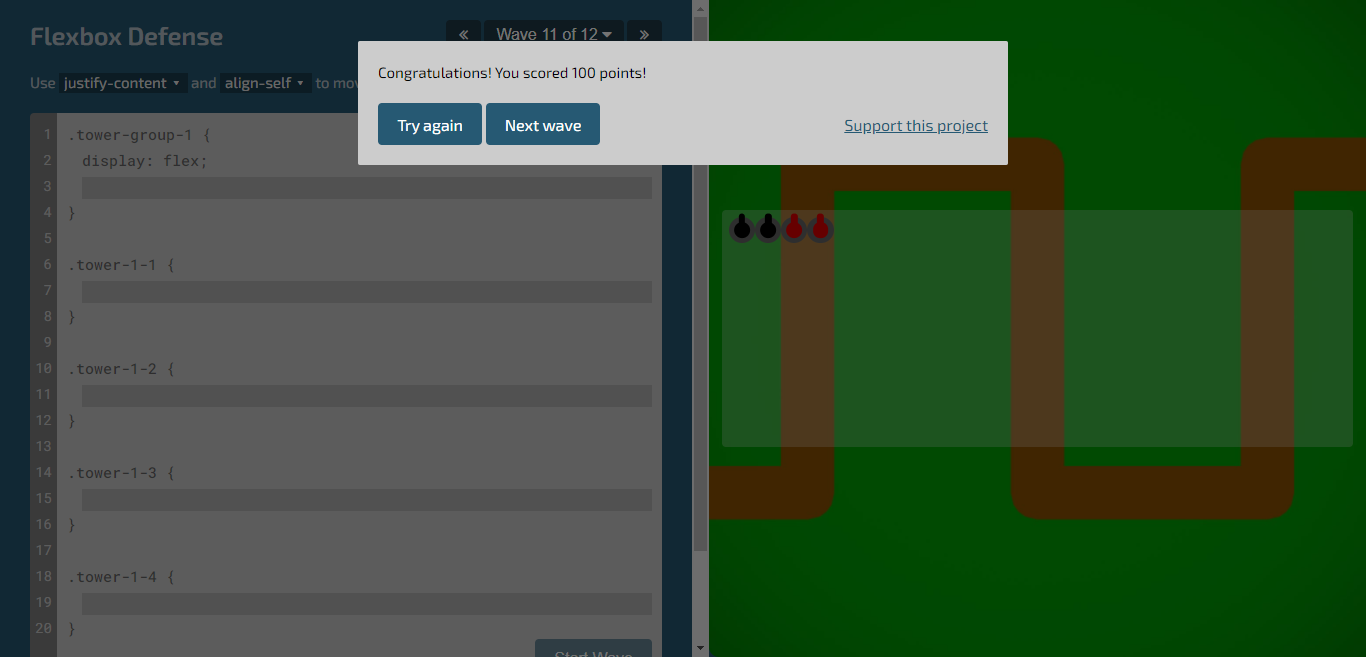 Flexbox Defense
« Wave 11 of 12 »
Use justify-content and align-self to mov
Congratulations! You scored 100 points!
Try again Next wave Support this project
1 .tower-group-1 {
2 display: flex;
3
4 }
5
6 .tower-1-1 {
7
8 }
9
10 .tower-1-2 {
11
12 }
13
14 .tower-1-3 {
15
16 }
17
18 .tower-1-4 {
19
20 }
Start Wave